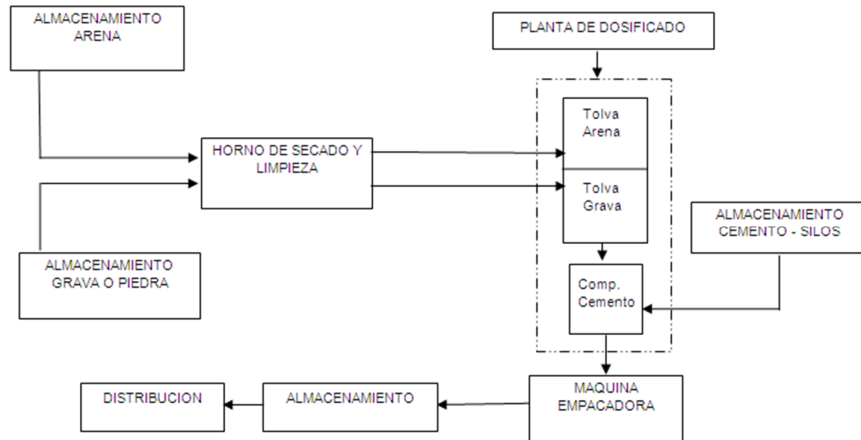 ALMACENAMIENTO
ARENA
PLANTA DE DOSIFICADO
Tolva
Arena
HORNO DE SECADO Y
LIMPIEZA
Tolva
Grava
ALMACENAMIENTO
CEMENTO - SILOS
ALMACENAMIENTO
GRAVA O PIEDRA
Comp.
Cemento
DISTRIBUCION
ALMACENAMIENTO
MAQUINA
EMPACADORA